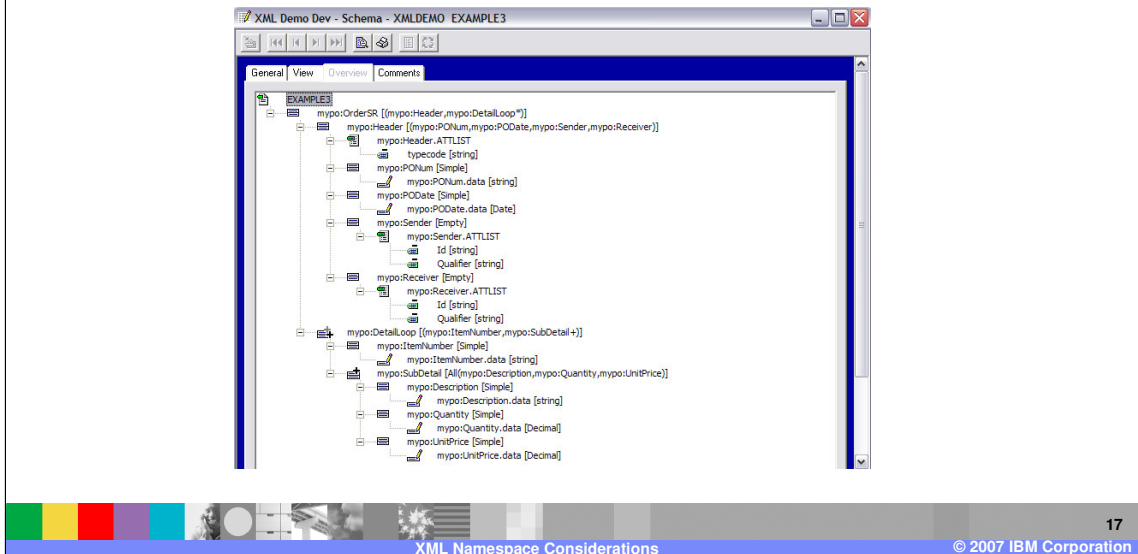 XML Demo Dev - Schema - XMLDEMO EXAMPLE3
General View Overview Comments
EXAMPLE3
mypo:OrderSR [(mypo:Header,mypo:DetailLoop*)]
mypo:Header [(mypo:PONum,mypo:PODate,mypo:Sender,mypo:Receiver)]
mypo:Header.ATTLIST
typecode [string]
mypo:PONum [Simple]
mypo:PONum.data [string]
mypo:PODate [Simple]
mypo:PODate.data [Date]
mypo:Sender [Empty]
mypo:Sender.ATTLIST
Id [string]
Qualifier [string]
mypo:Receiver [Empty]
mypo:Receiver.ATTLIST
Id [string]
Qualifier [string]
mypo:DetailLoop [(mypo:ItemNumber,mypo:SubDetail+)]
mypo:ItemNumber [Simple]
mypo:ItemNumber.data [string]
mypo:SubDetail [All(mypo:Description,mypo:Quantity,mypo:UnitPrice)]
mypo:Description [Simple]
mypo:Description.data [string]
mypo:Quantity [Simple]
mypo:Quantity.data [Decimal]
mypo:UnitPrice [Simple]
mypo:UnitPrice.data [Decimal]
17
XML Namespace Considerations © 2007 IBM Corporation